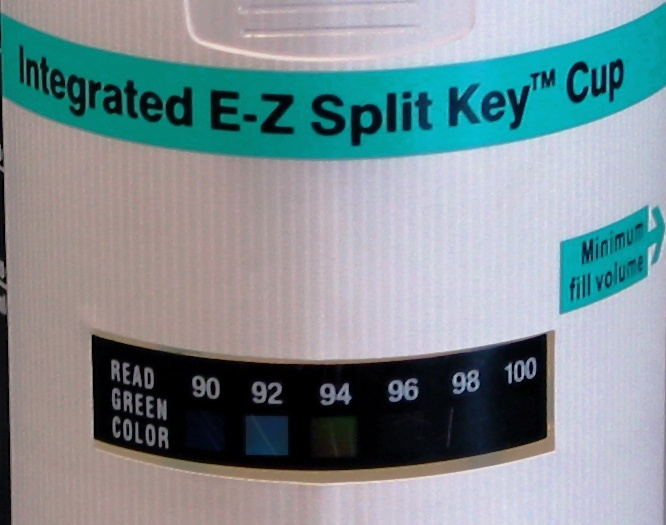 Integrated E-Z Split Key™ Cup
Minimum
fill volume
READ
GREEN
COLOR
90 92 94 96 98 100